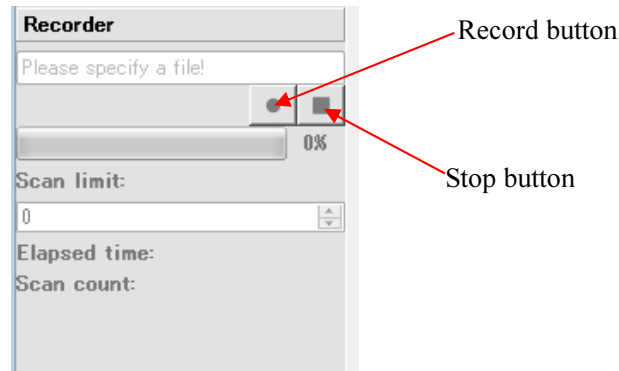 Recorder
Record button
Please specify a file!
0%
Scan limit:
Stop button
0
Elapsed time:
Scan count: